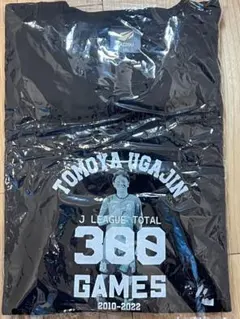 TOMOYA UGAJIN
J LEAGUE TOTAL
300
GAMES
2010-2022